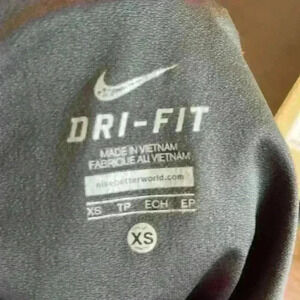 DRI-FIT
MADE IN VIETNAM
FABRIQUE AU VIETNAM
nikebetterworld.com
XS TP ECH EP
XS